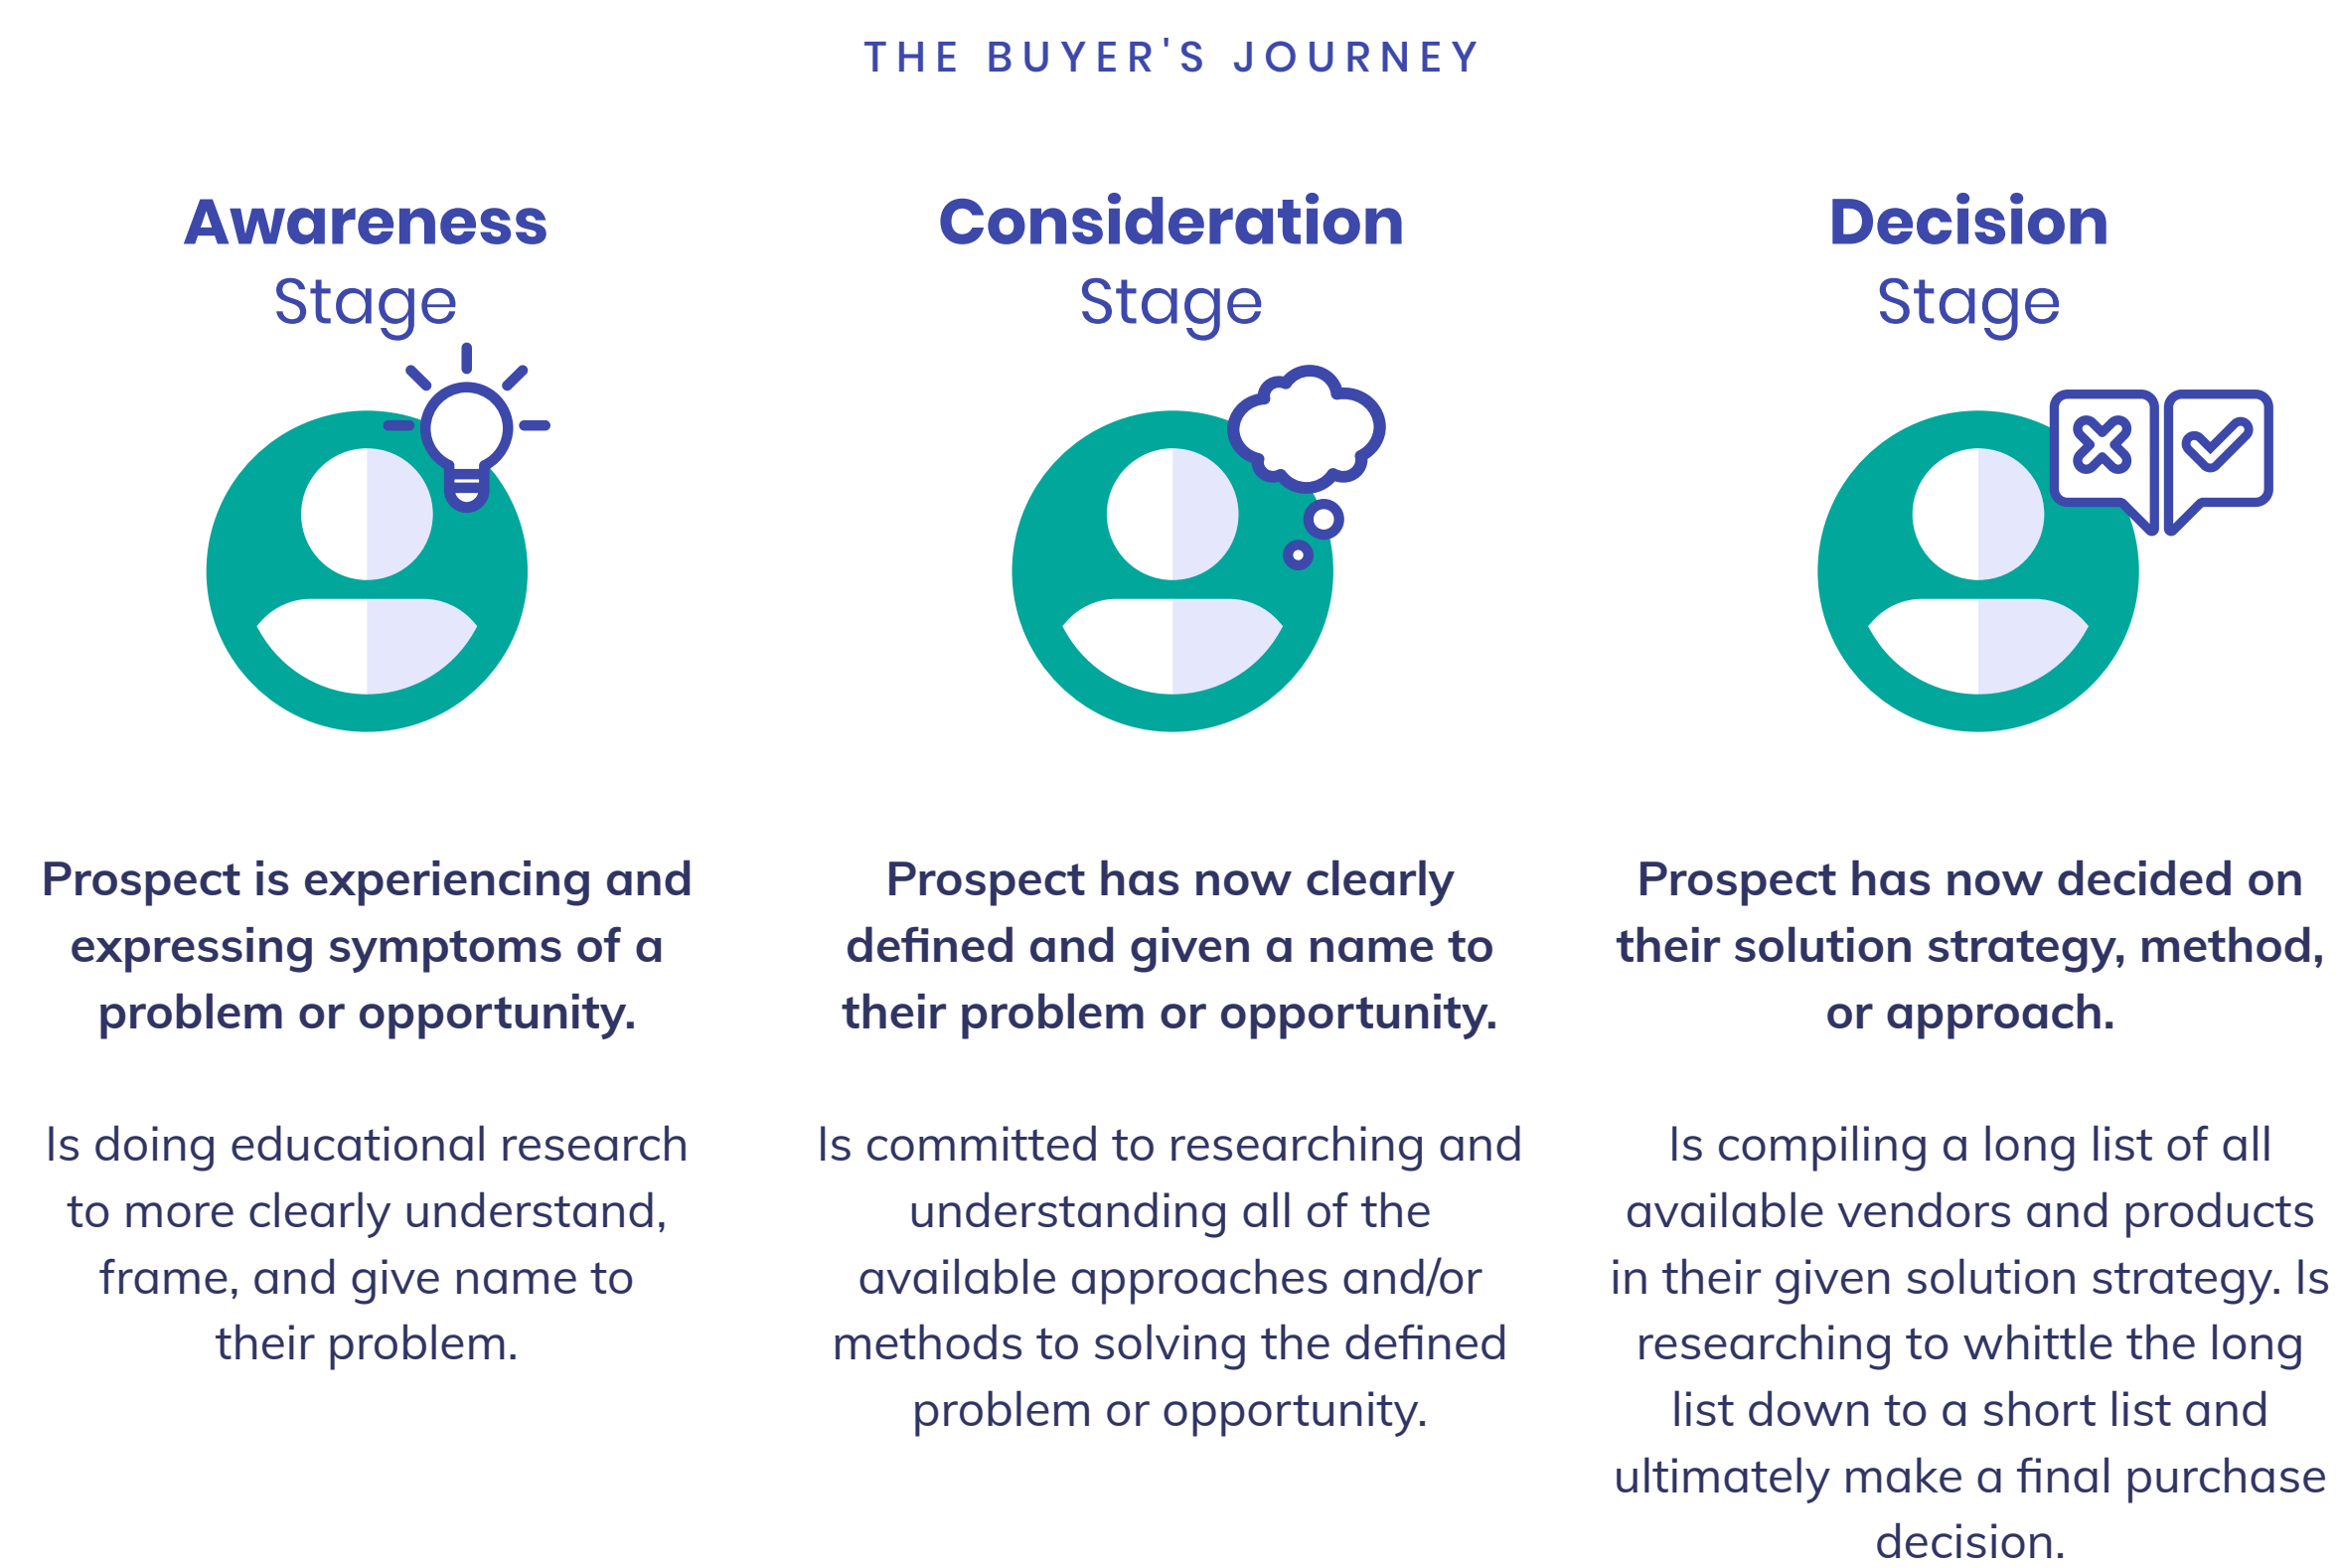 THE BUYER'S JOURNEY
Awareness
Stage
Prospect is experiencing and
expressing symptoms of a
problem or opportunity.
Is doing educational research
to more clearly understand,
frame, and give name to
their problem.
Consideration
Stage
Prospect has now clearly
defined and given a name to
their problem or opportunity.
Is committed to researching and
understanding all of the
available approaches and/or
methods to solving the defined
problem or opportunity.
Decision
Stage
Prospect has now decided on
their solution strategy, method,
or approach.
Is compiling a long list of all
available vendors and products
in their given solution strategy. Is
researching to whittle the long
list down to a short list and
ultimately make a final purchase
decision.